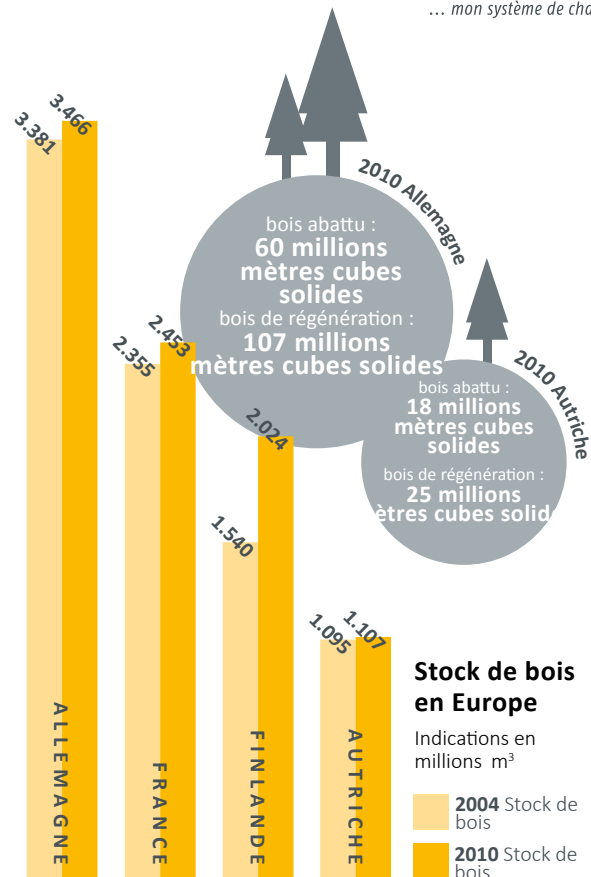 ... mon système de cha
3.381
3.466
2.355
2.453
1.540
2.024
1.095
1.107
2010 Allemagne
bois abattu :
60 millions
mètres cubes
solides
bois de régénération :
107 millions
mètres cubes solides
2010 Autriche
bois abattu :
18 millions
mètres cubes
solides
bois de régénération :
25 millions
ètres cubes solid
ALLEMAGNE
FRANCE
FINLANDE
AUTRICHE
Stock de bois
en Europe
Indications en
millions m³
2004 Stock de
bois
2010 Stock de
bois